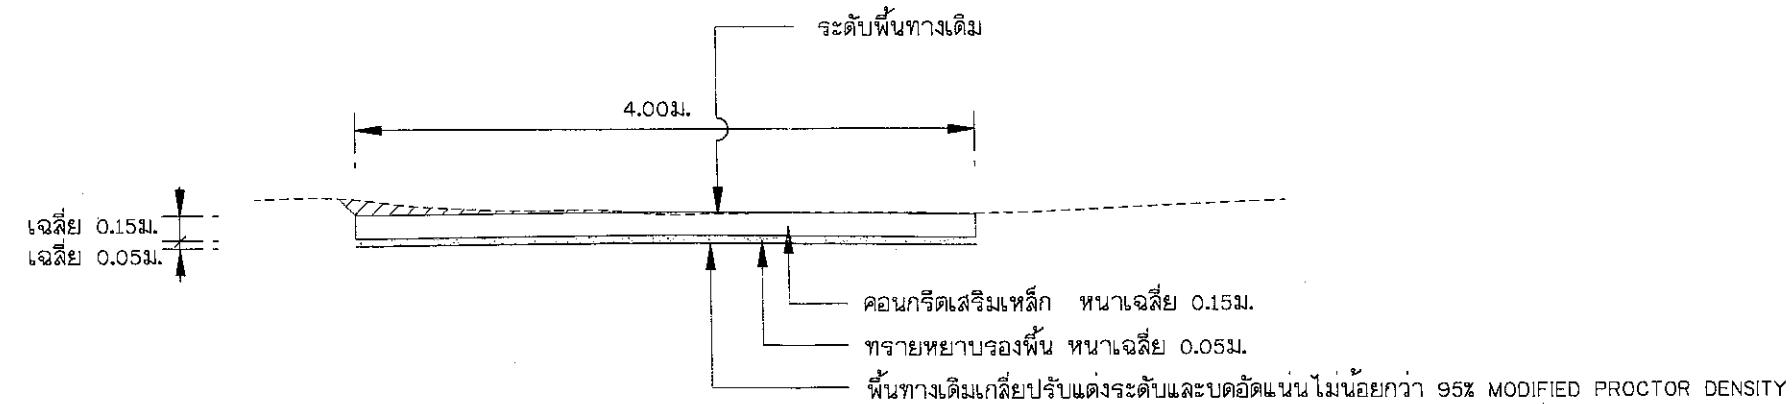 ระดับพื้นทางเดิม
4.00ม.
เฉลี่ย 0.15ม.
เฉลี่ย 0.05ม.
คอนกรีตเสริมเหล็ก หนาเฉลี่ย 0.15ม.
ทรายหยาบรองพื้น หนาเฉลี่ย 0.05ม.
พื้นทางเดิมเกลี่ยปรับแต่งระดับและบดอัดแน่นไม่น้อยกว่า 95% MODIFIED PROCTOR DENSITY